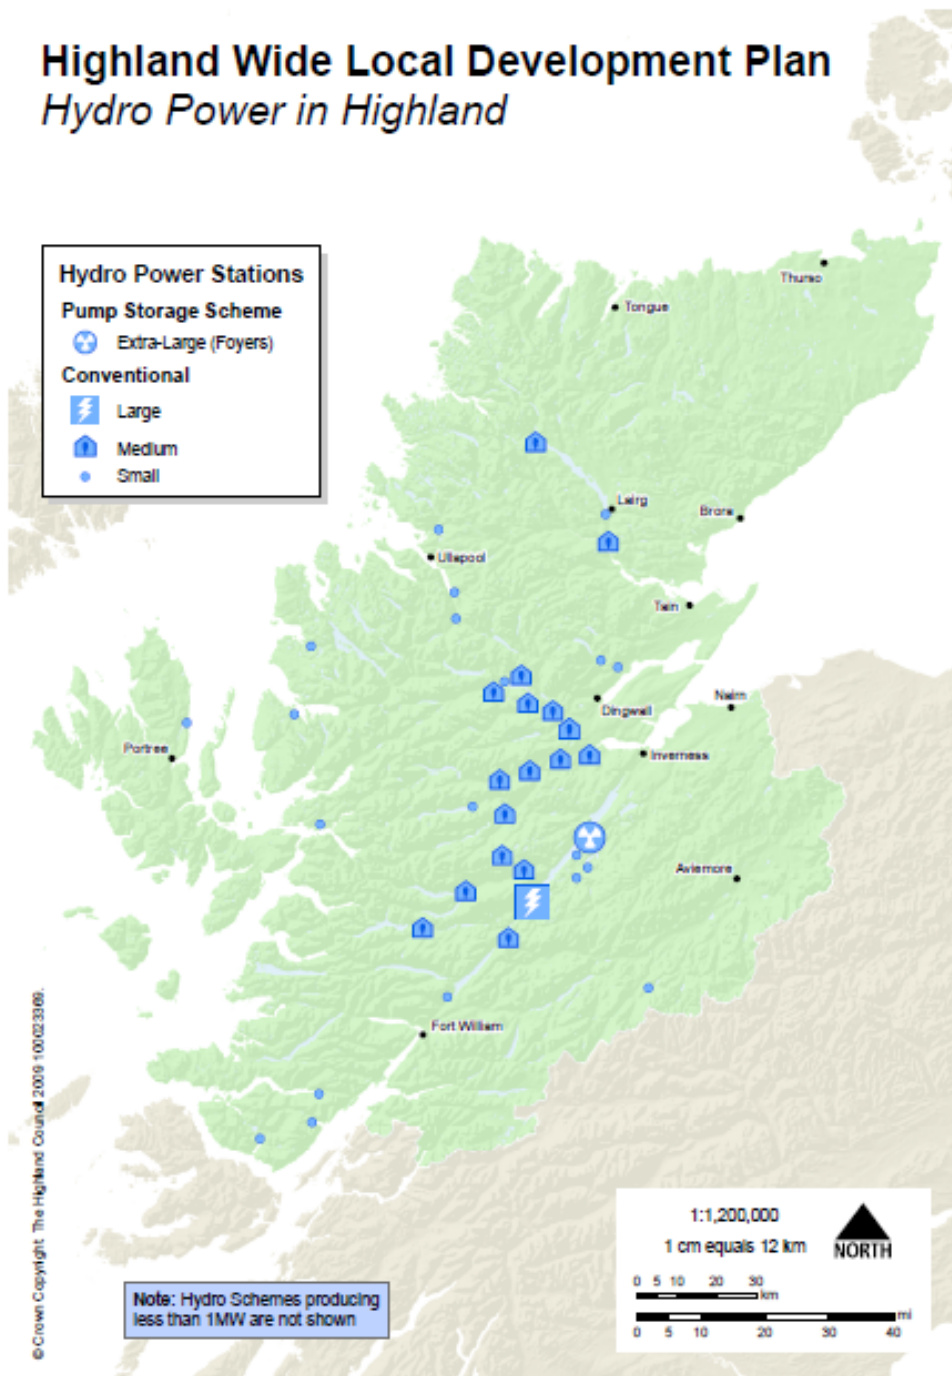 Highland Wide Local Development Plan
Hydro Power in Highland
Hydro Power Stations
Pump Storage Scheme
Extra-Large (Foyers)
Conventional
Large
Medium
Small
Thurso
Tongue
Lairg
Brora
Ullapool
Tain
Dingwall
Nairn
Portree
Inverness
Aviemore
Fort William
© Crown Copyright. The Highland Council 2009 100023369.
Note: Hydro Schemes producing
less than 1MW are not shown
1:1,200,000
1 cm equals 12 km
NORTH
0 5 10 20 30
km
mi
0 5 10 20 30 40